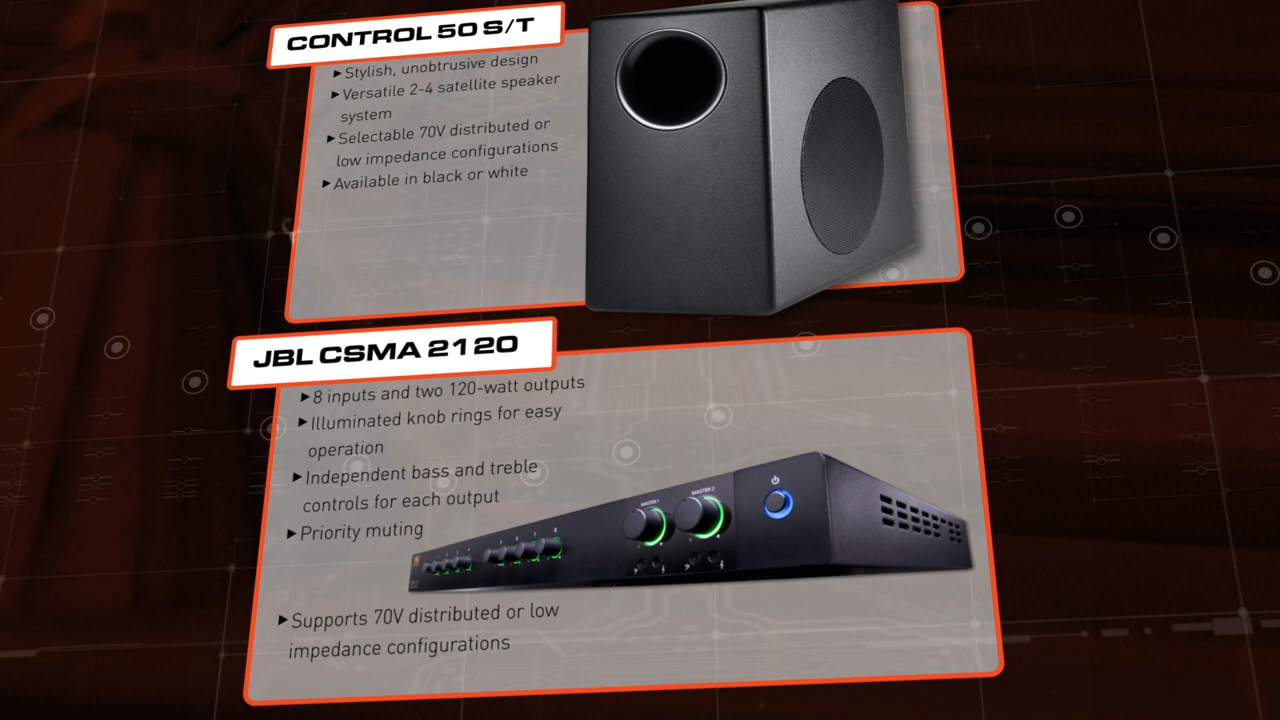 CONTROL 50 S/T
▸Stylish, unobtrusive design
▸Versatile 2-4 satellite speaker
system
▸Selectable 70V distributed or
low impedance configurations
▸Available in black or white
JBL CSMA 2120
▸8 inputs and two 120-watt outputs
▸Illuminated knob rings for easy
operation
▸Independent bass and treble
controls for each output
▸Priority muting
MASTER 1
MASTER 2
▸Supports 70V distributed or low
impedance configurations